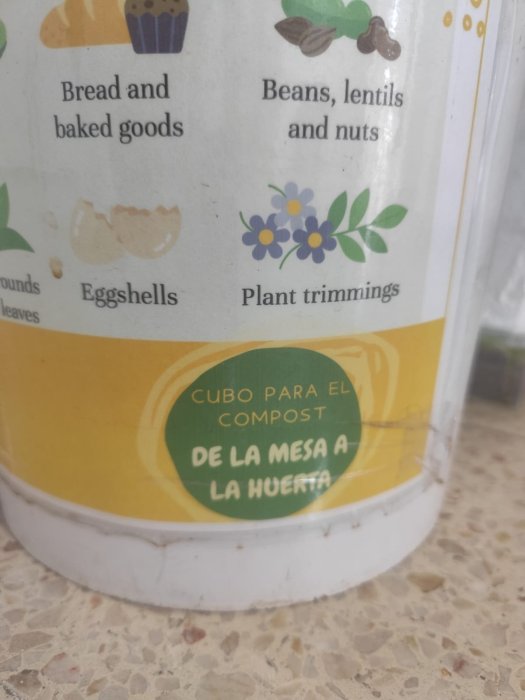 Bread and
baked goods
Beans, lentils
and nuts
Eggshells
Plant trimmings
leaves
CUBO PARA EL
COMPOST
DE LA MESA A
LA HUERTA